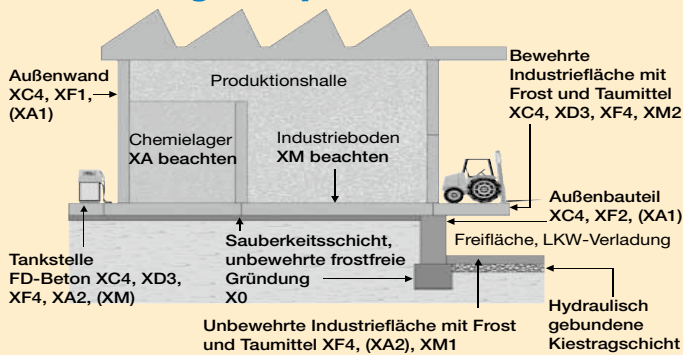 Außenwand
XC4, XF1,
(XA1)
Produktionshalle
Bewehrte
Industriefläche mit
Frost und Taumittel
XC4, XD3, XF4, XM2
Chemielager
XA beachten
Industrieboden
XM beachten
Außenbauteil
XC4, XF2, (XA1)
Tankstelle
FD-Beton XC4, XD3,
XF4, XA2, (XM)
Sauberkeitsschicht,
unbewehrte frostfreie
Gründung
X0
Freifläche, LKW-Verladung
Unbewehrte Industriefläche mit Frost
und Taumittel XF4, (XA2), XM1
Hydraulisch
gebundene
Kiestragschicht